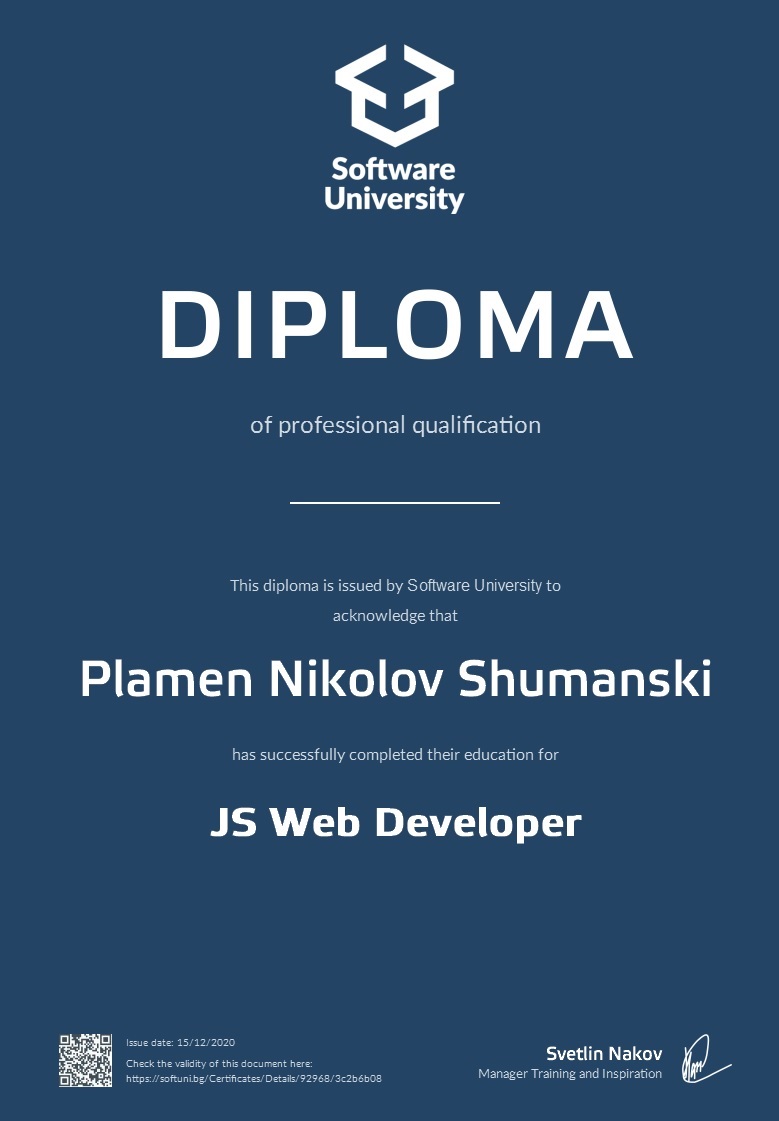 Software
University
DIPLOMA
of professional qualification
This diploma is issued by Software University to
acknowledge that
Plamen Nikolov Shumanski
has successfully completed their education for
JS Web Developer
Issue date: 15/12/2020
Check the validity of this document here:
https://softuni.bg/Certificates/Details/92968/3c2b6b08
Svetlin Nakov
Manager Training and Inspiration